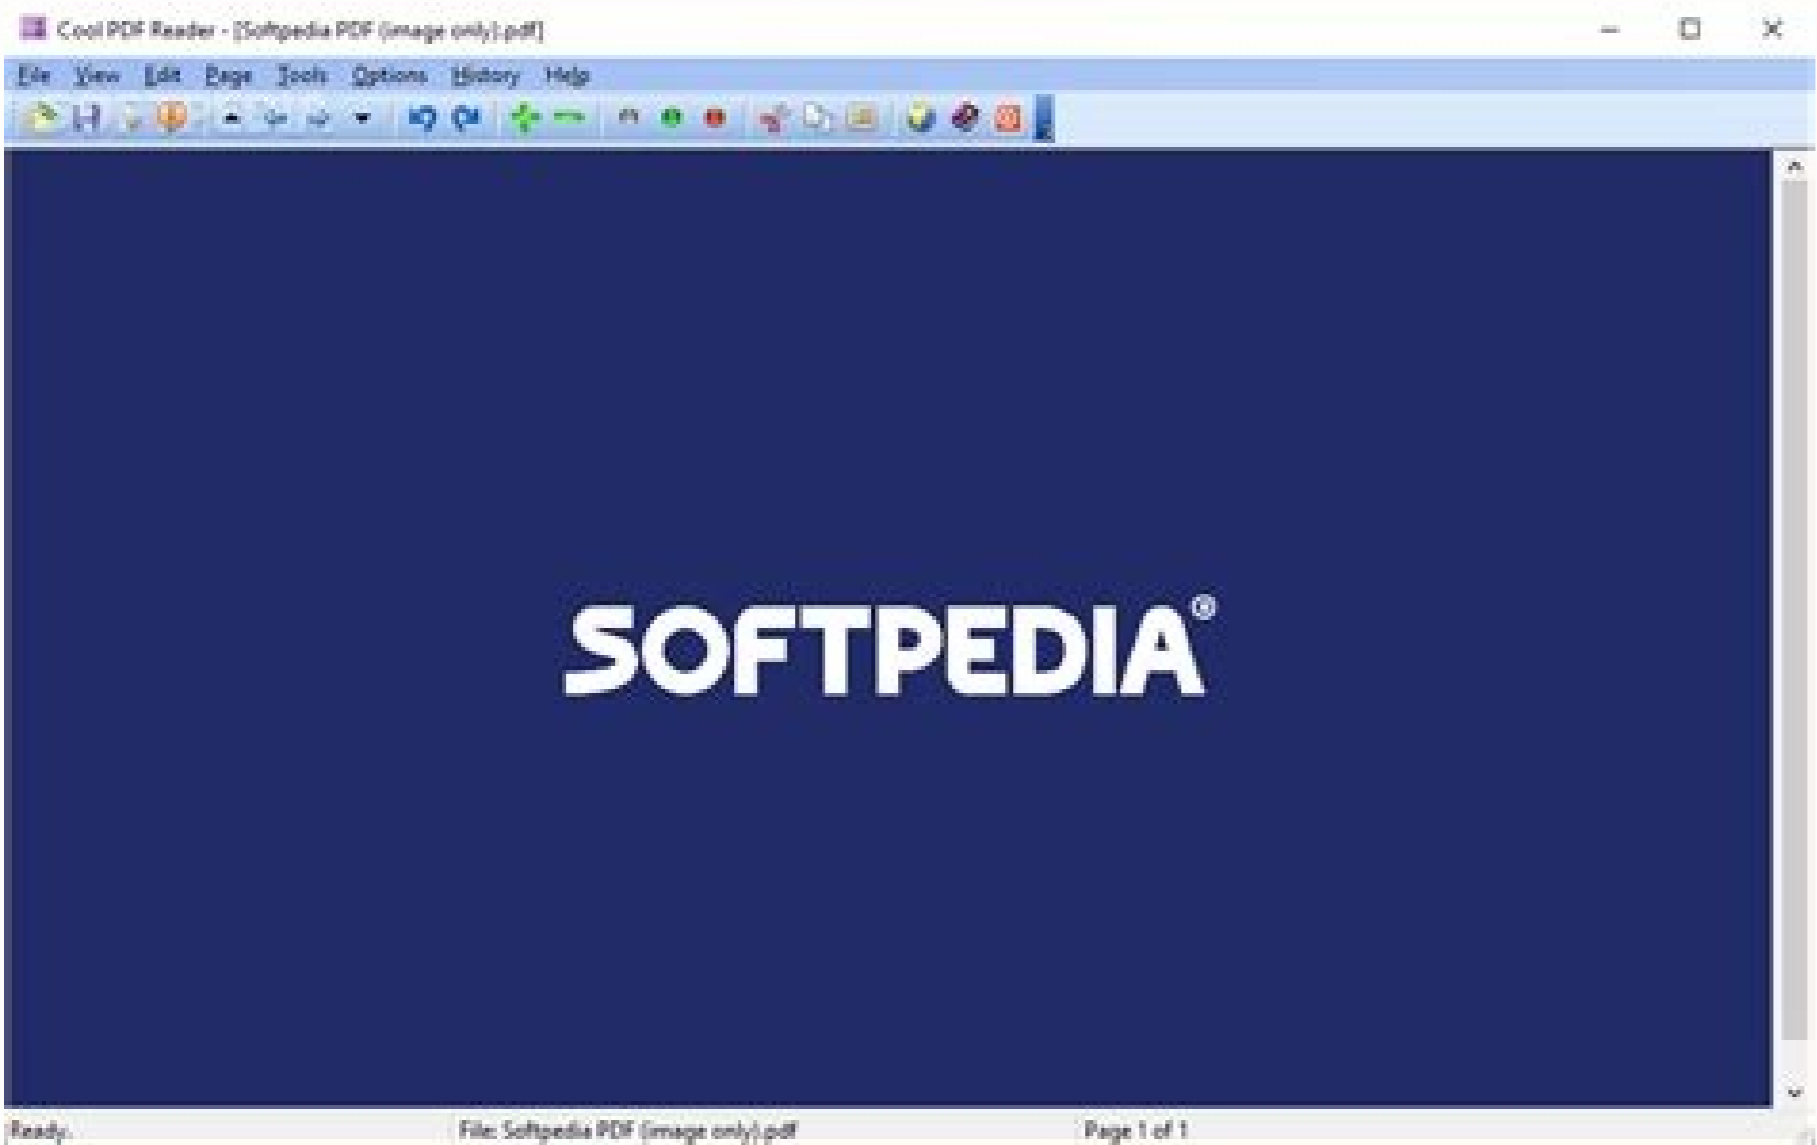 Cool PDF Reader - [Softpedia PDF (image only).pdf]
File View Edit Page Tools Options History Help
SOFTPEDIA®
Ready. File: Softpedia PDF (image only).pdf Page 1 of 1